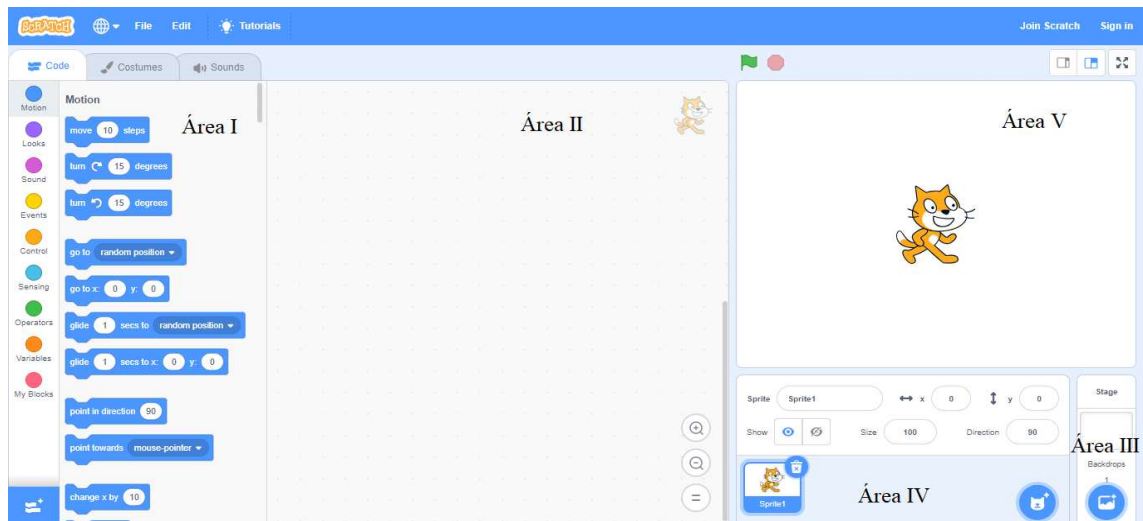 SCRATCH File Edit Tutorials Join Scratch Sign in
Code Costumes Sounds
Motion
Looks
Sound
Events
Control
Sensing
Operators
Variables
My Blocks
Motion
Área I
move 10 steps
turn 15 degrees
turn 15 degrees
go to random position
go to x: 0 y: 0
glide 1 secs to random position
glide 1 secs to x: 0 y: 0
point in direction 90
point towards mouse-pointer
change x by 10
Área II
Área V
Sprite Sprite1 x 0 y 0
Show Size 100 Direction 90
Sprite1
Área IV
Stage
Área III
Backdrops
1